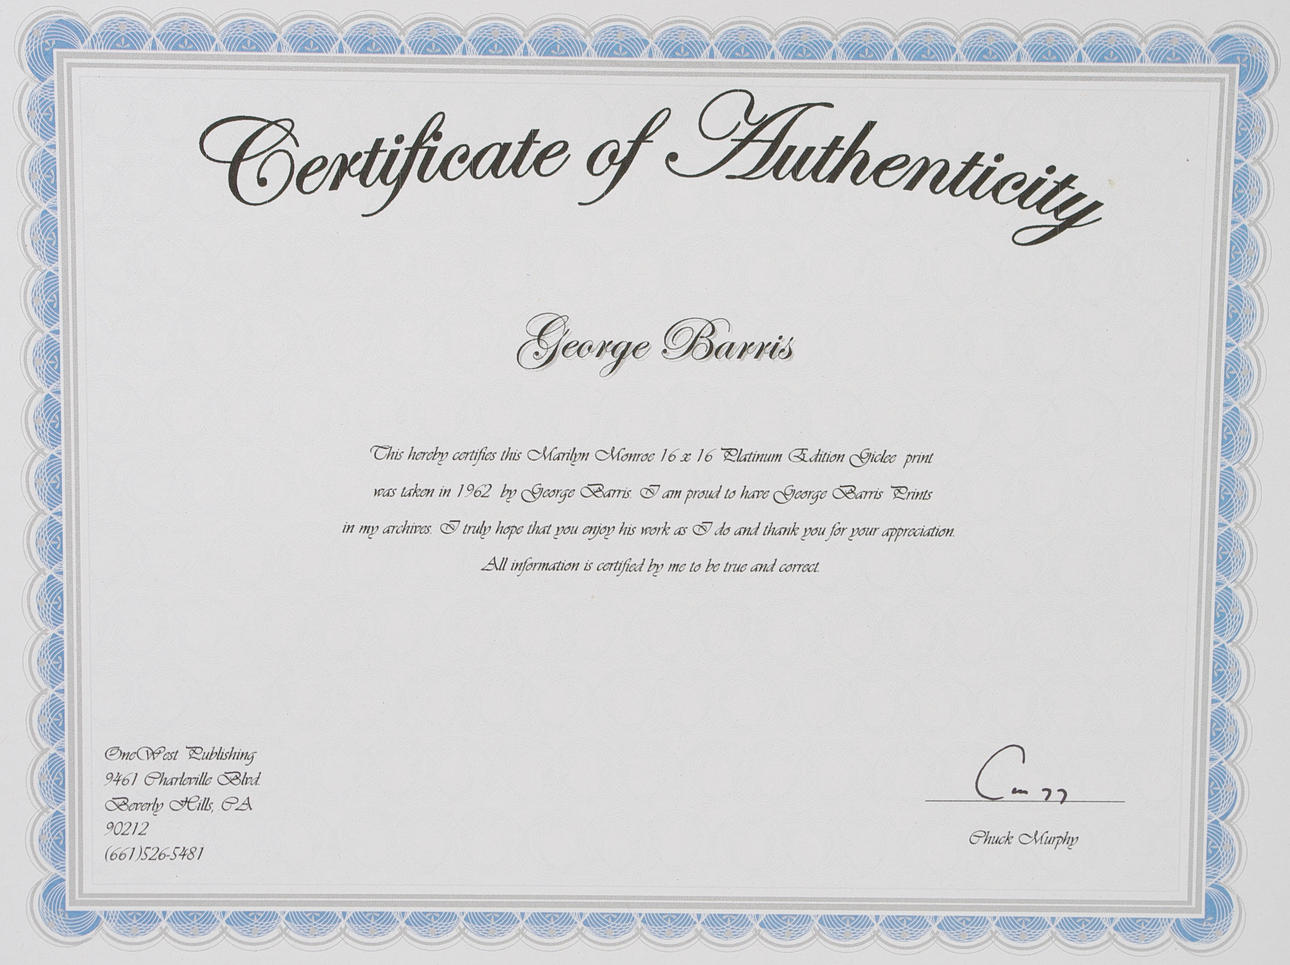 Certificate of Authenticity
George Barris
This hereby certifies this Marilyn Monroe 16 x 16 Platinum Edition Giclee print
was taken in 1962 by George Barris. I am proud to have George Barris Prints
in my archives. I truly hope that you enjoy his work as I do and thank you for your appreciation.
All information is certified by me to be true and correct.
OneWest Publishing
9461 Charleville Blvd.
Beverly Hills, CA
90212
(661)526-5481
Chuck Murphy